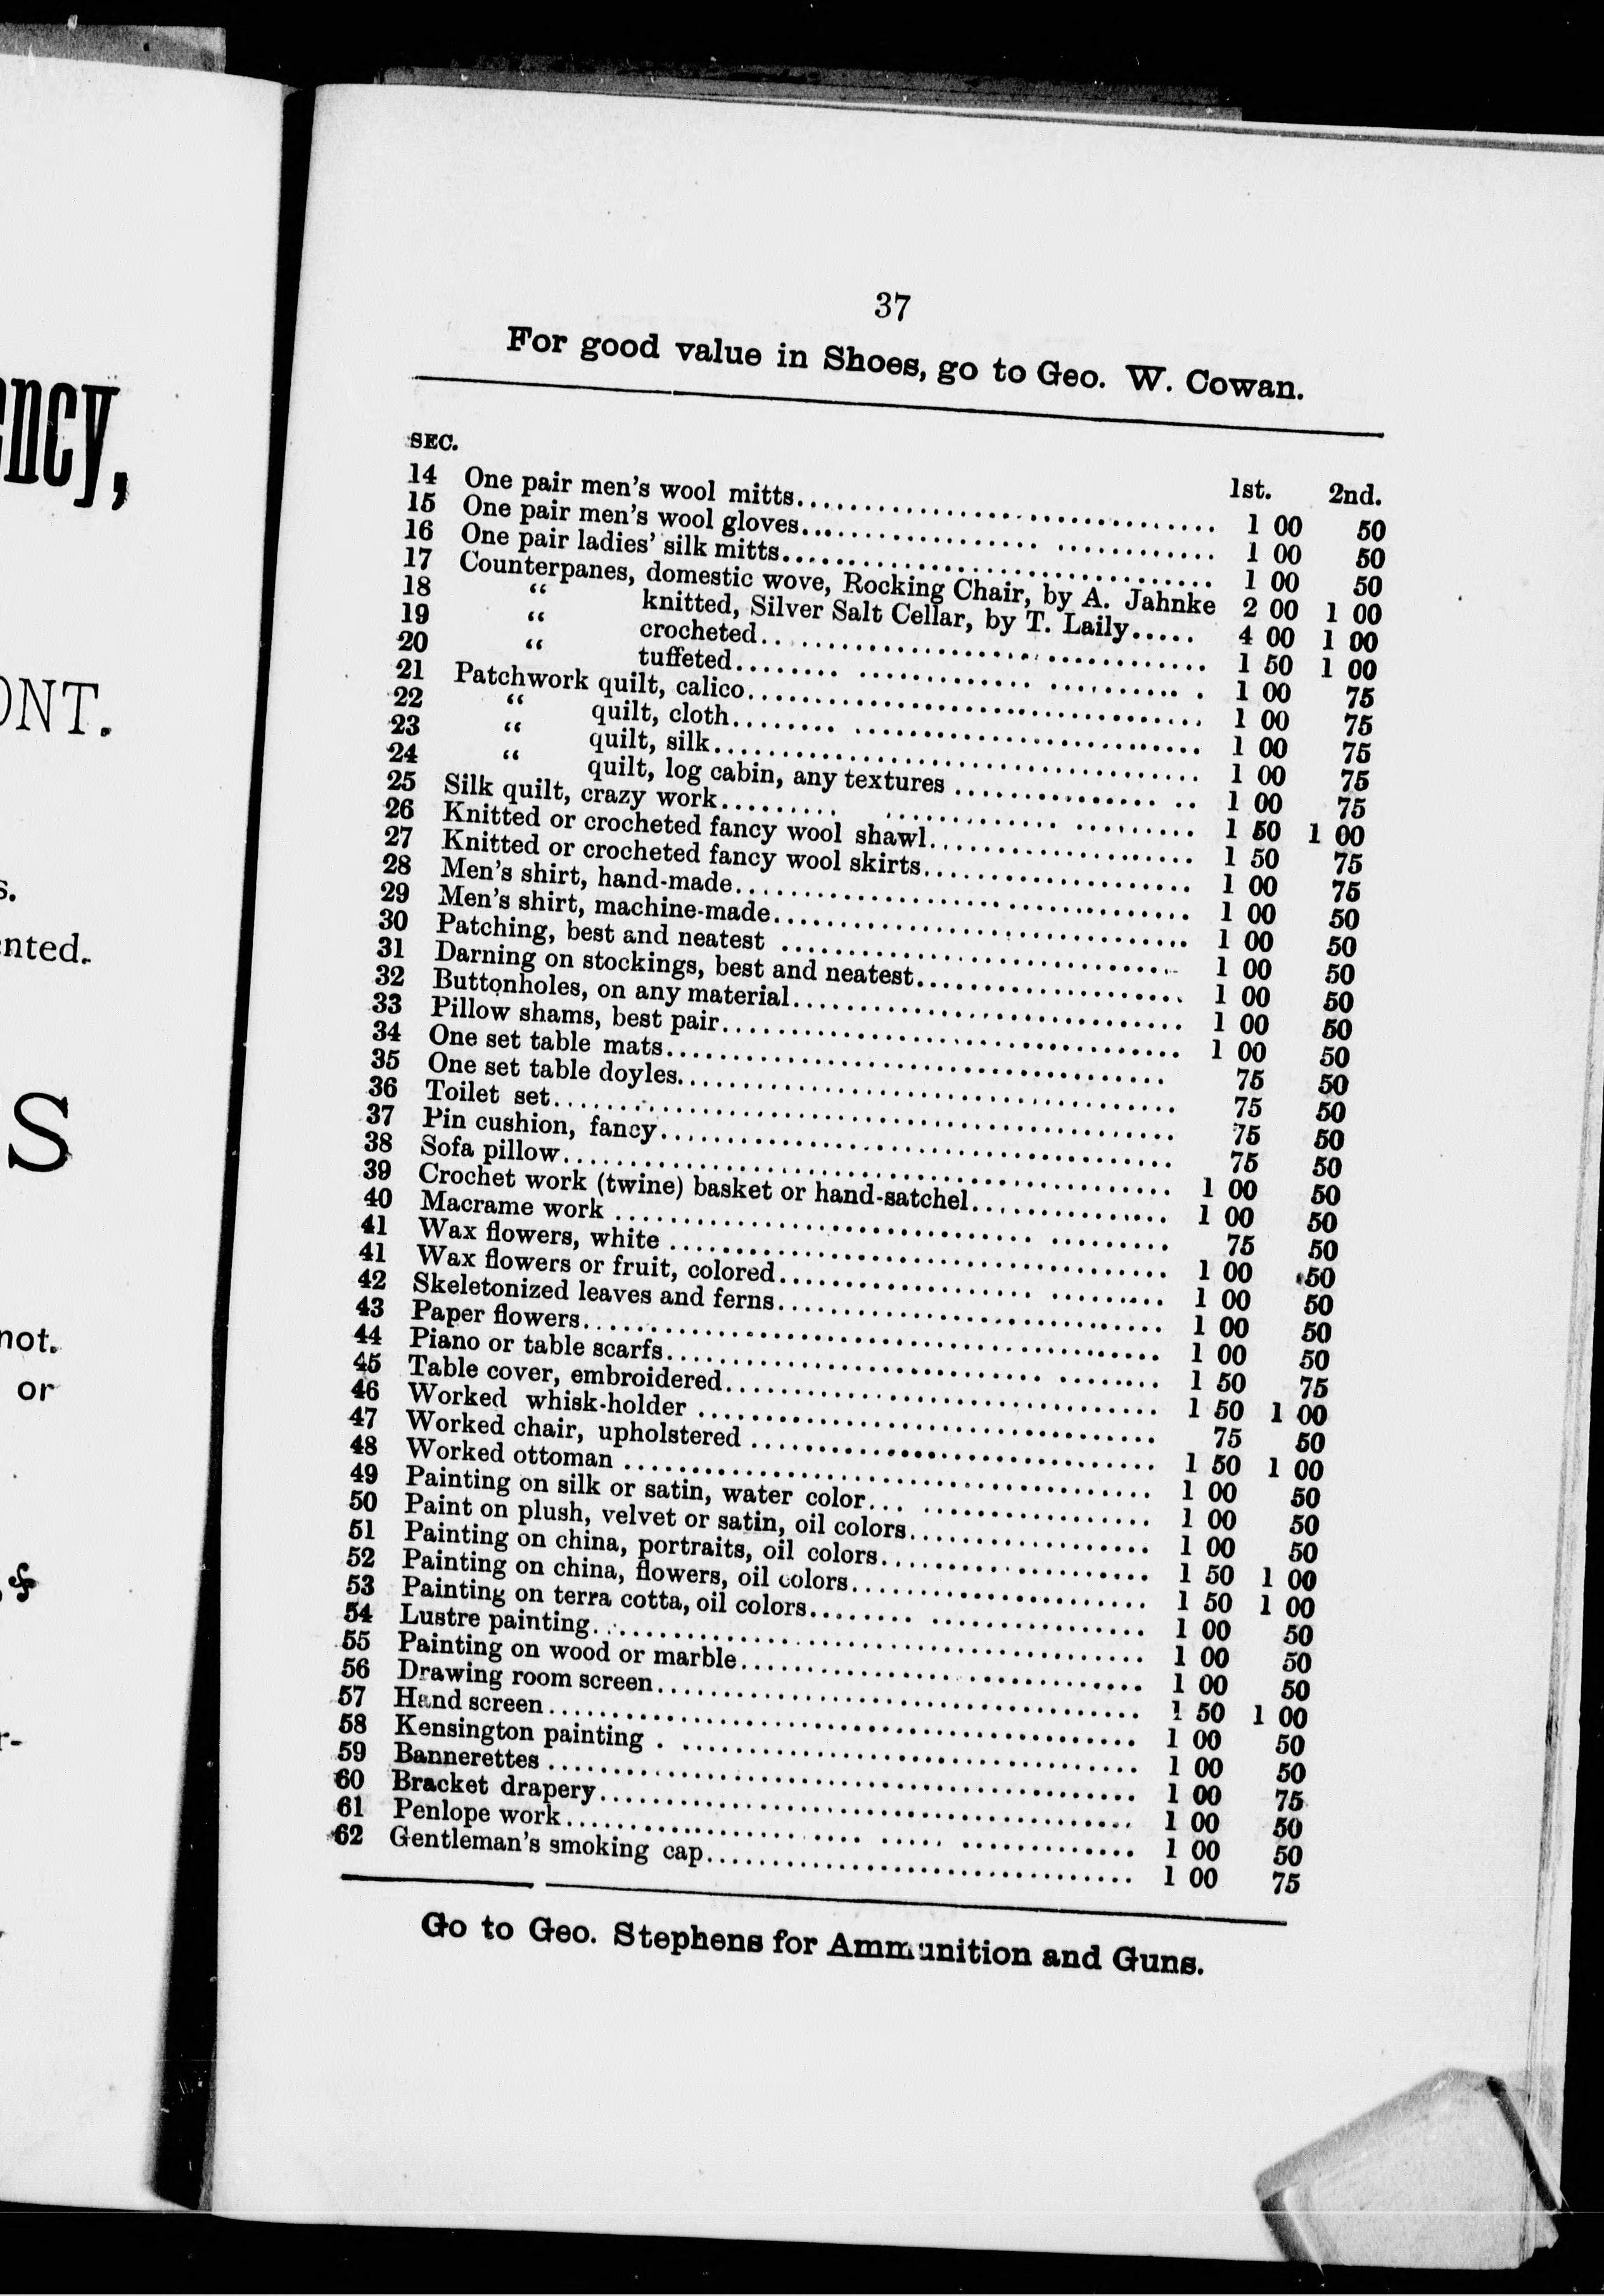 ncy,
ONT.
s.
nted.
S
not.
or
&
r-
37
For good value in Shoes, go to Geo. W. Cowan.
SEC. 1st. 2nd.
14 One pair men's wool mitts.......... 1 00 50
15 One pair men's wool gloves.......... 1 00 50
16 One pair ladies' silk mitts.......... 1 00 50
17 Counterpanes, domestic wove, Rocking Chair, by A. Jahnke 2 00 1 00
18 “ knitted, Silver Salt Cellar, by T. Laily..... 4 00 1 00
19 “ crocheted.......... 1 50 1 00
20 “ tuffeted.......... 1 00 75
21 Patchwork quilt, calico.......... 1 00 75
22 “ quilt, cloth.......... 1 00 75
23 “ quilt, silk.......... 1 00 75
24 “ quilt, log cabin, any textures .......... 1 00 75
25 Silk quilt, crazy work.......... 1 50 1 00
26 Knitted or crocheted fancy wool shawl.......... 1 50 75
27 Knitted or crocheted fancy wool skirts.......... 1 00 75
28 Men's shirt, hand-made.......... 1 00 50
29 Men's shirt, machine-made.......... 1 00 50
30 Patching, best and neatest .......... 1 00 50
31 Darning on stockings, best and neatest.......... 1 00 50
32 Buttonholes, on any material.......... 1 00 50
33 Pillow shams, best pair.......... 1 00 50
34 One set table mats.......... 75 50
35 One set table doyles.......... 75 50
36 Toilet set.......... 75 50
37 Pin cushion, fancy.......... 75 50
38 Sofa pillow.......... 1 00 50
39 Crochet work (twine) basket or hand-satchel.......... 1 00 50
40 Macrame work .......... 75 50
41 Wax flowers, white .......... 1 00 50
41 Wax flowers or fruit, colored.......... 1 00 50
42 Skeletonized leaves and ferns.......... 1 00 50
43 Paper flowers.......... 1 00 50
44 Piano or table scarfs.......... 1 50 75
45 Table cover, embroidered.......... 1 50 1 00
46 Worked whisk-holder .......... 75 50
47 Worked chair, upholstered .......... 1 50 1 00
48 Worked ottoman .......... 1 00 50
49 Painting on silk or satin, water color.......... 1 00 50
50 Paint on plush, velvet or satin, oil colors.......... 1 00 50
51 Painting on china, portraits, oil colors.......... 1 50 1 00
52 Painting on china, flowers, oil colors.......... 1 50 1 00
53 Painting on terra cotta, oil colors.......... 1 00 50
54 Lustre painting.......... 1 00 50
55 Painting on wood or marble.......... 1 00 50
56 Drawing room screen.......... 1 50 1 00
57 Hand screen.......... 1 00 50
58 Kensington painting .......... 1 00 50
59 Bannerettes .......... 1 00 75
60 Bracket drapery.......... 1 00 50
61 Penlope work.......... 1 00 50
62 Gentleman's smoking cap.......... 1 00 75
Go to Geo. Stephens for Ammunition and Guns.